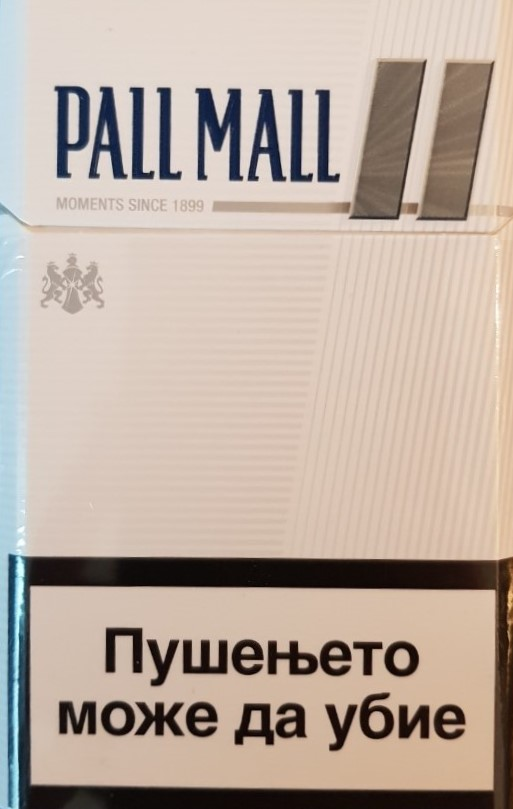 PALL MALL
MOMENTS SINCE 1899
Пушењето
може да убие